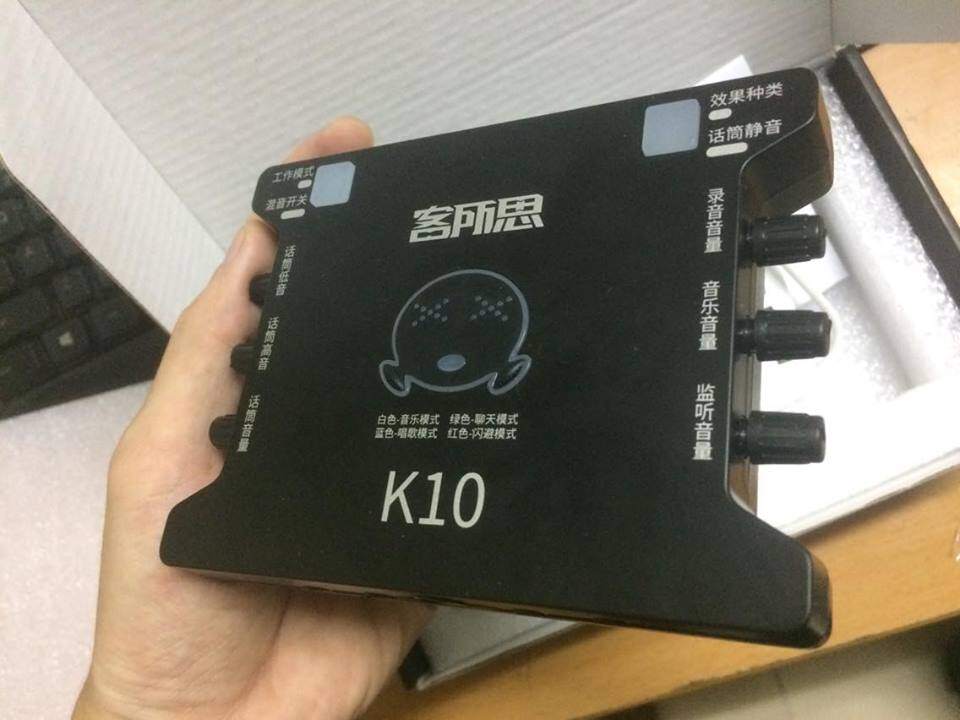 工作模式
混音开关
效果种类
话筒静音
客所思
话筒低音
话筒高音
话筒音量
录音音量
音乐音量
监听音量
白色-音乐模式 绿色-聊天模式
蓝色-唱歌模式 红色-闪避模式
K10